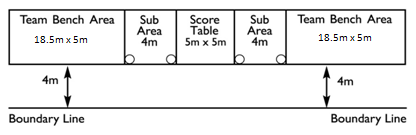 Team Bench Area
18.5m x 5m
Sub
Area
4m
Score
Table
5m x 5m
Sub
Area
4m
Team Bench Area
18.5m x 5m
4m
4m
Boundary Line
Boundary Line